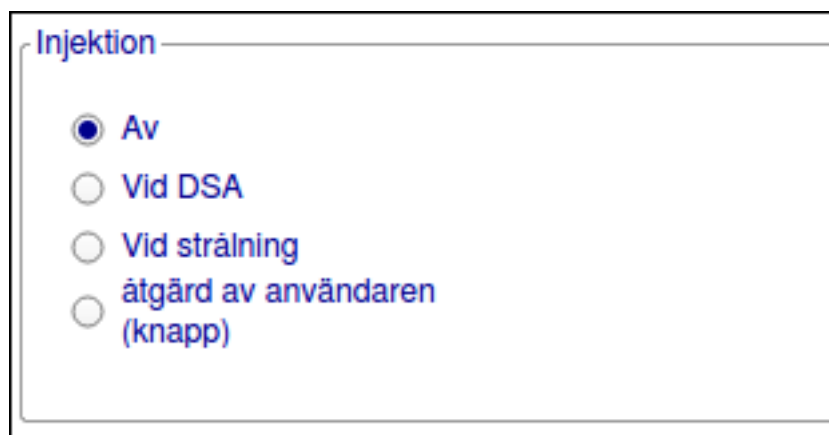 Injektion
Av
Vid DSA
Vid strålning
åtgärd av användaren
(knapp)